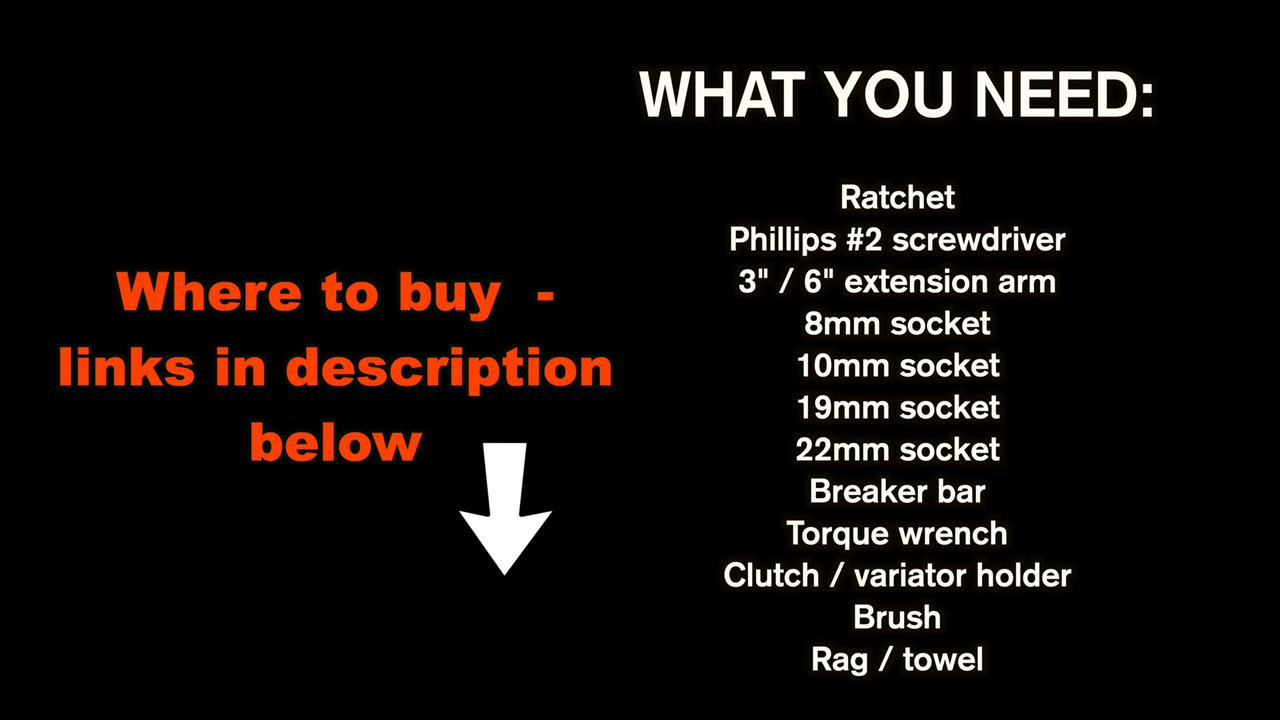 WHAT YOU NEED:
Ratchet
Phillips #2 screwdriver
3" / 6" extension arm
8mm socket
10mm socket
19mm socket
22mm socket
Breaker bar
Torque wrench
Clutch / variator holder
Brush
Rag / towel
Where to buy  -
links in description
below